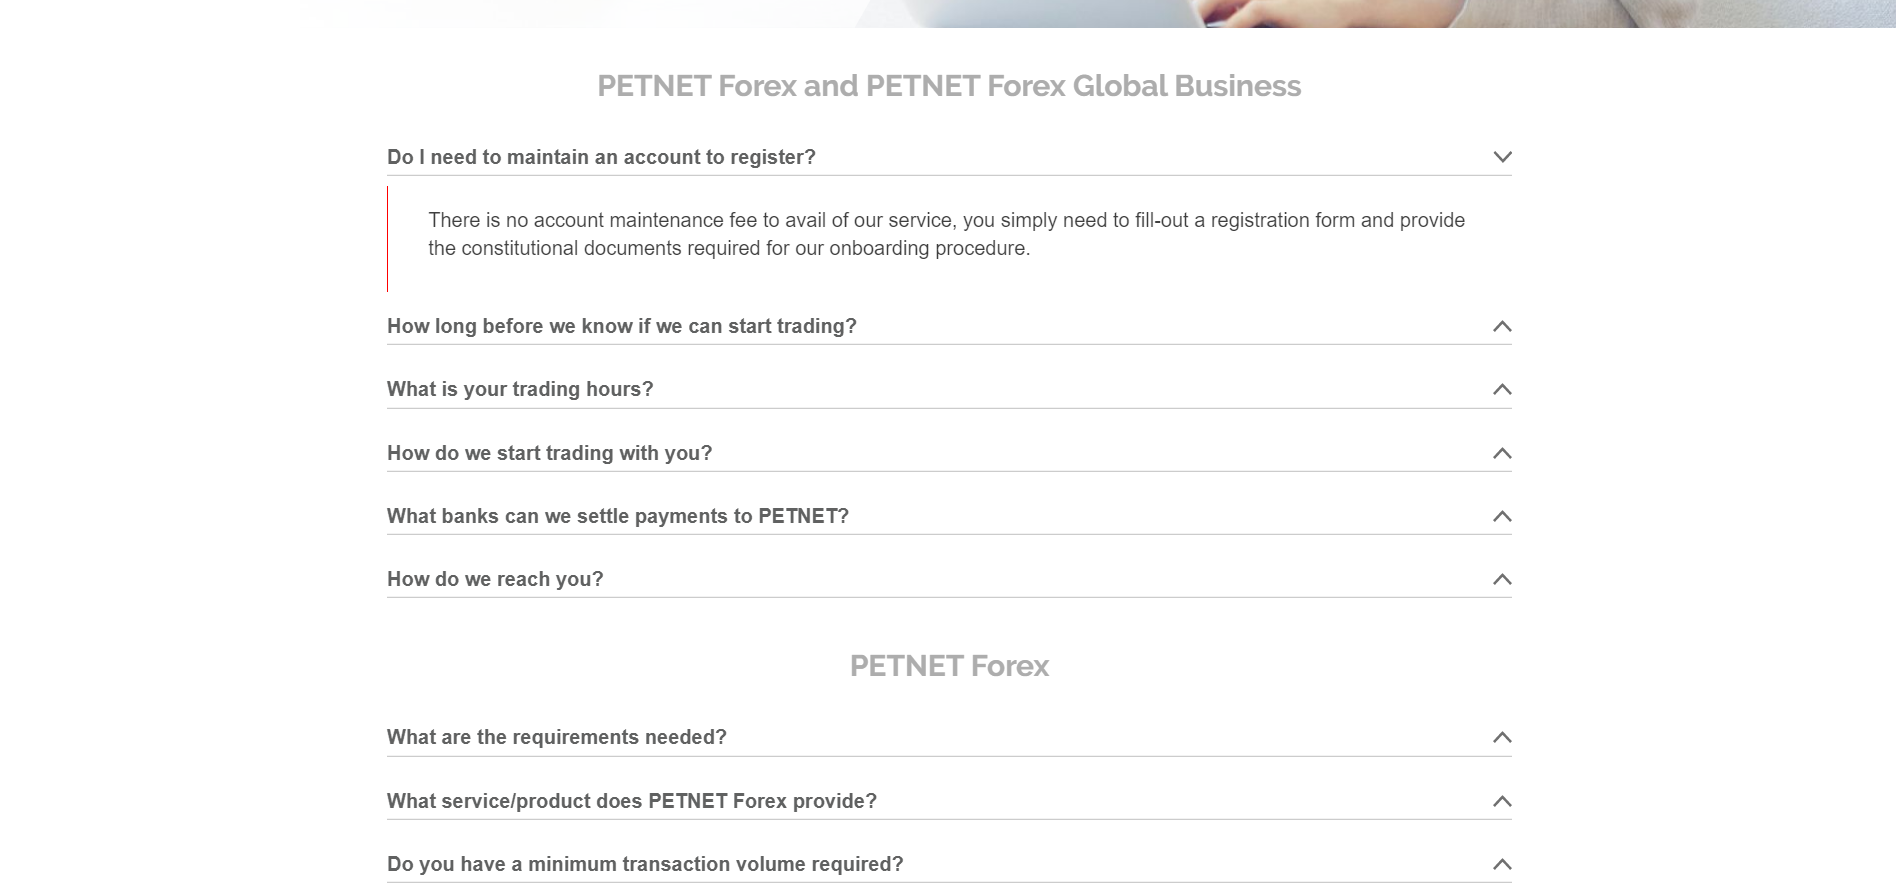 PETNET Forex and PETNET Forex Global Business
Do I need to maintain an account to register?
There is no account maintenance fee to avail of our service, you simply need to fill-out a registration form and provide
the constitutional documents required for our onboarding procedure.
How long before we know if we can start trading?
What is your trading hours?
How do we start trading with you?
What banks can we settle payments to PETNET?
How do we reach you?
PETNET Forex
What are the requirements needed?
What service/product does PETNET Forex provide?
Do you have a minimum transaction volume required?